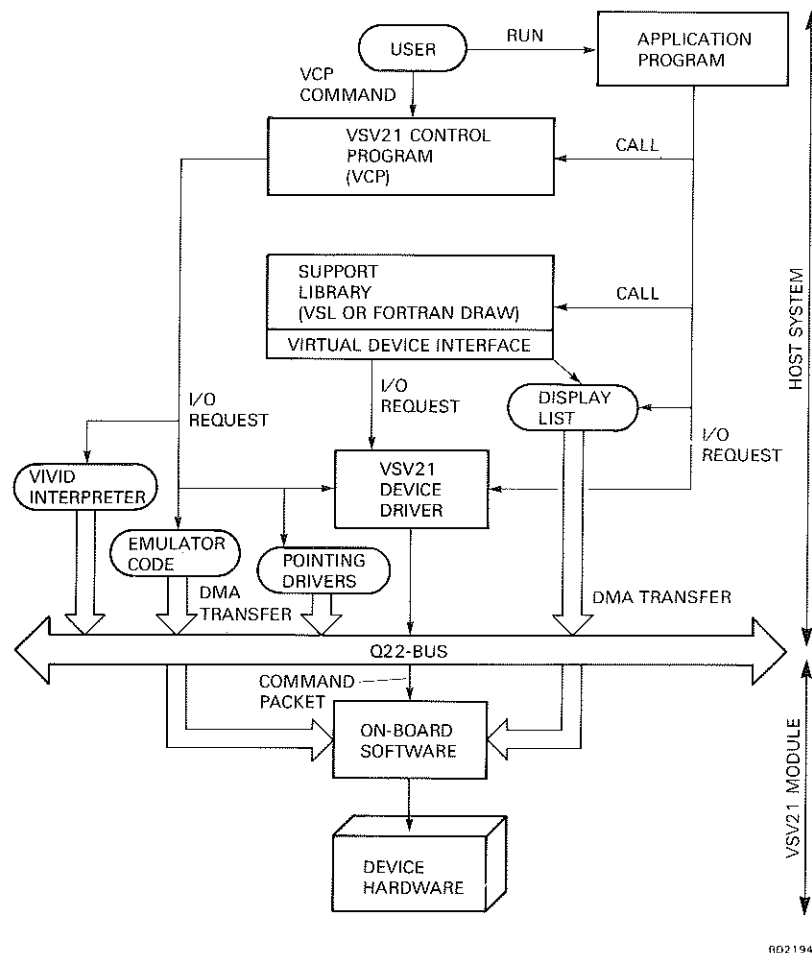 USER
RUN
APPLICATION
PROGRAM
VCP
COMMAND
VSV21 CONTROL
PROGRAM
(VCP)
CALL
SUPPORT
LIBRARY
(VSL OR FORTRAN DRAW)
CALL
VIRTUAL DEVICE INTERFACE
HOST SYSTEM
I/O
REQUEST
I/O
REQUEST
DISPLAY
LIST
I/O
REQUEST
VIVID
INTERPRETER
VSV21
DEVICE
DRIVER
EMULATOR
CODE
POINTING
DRIVERS
DMA
TRANSFER
DMA TRANSFER
Q22-BUS
COMMAND
PACKET
ON-BOARD
SOFTWARE
VSV21 MODULE
DEVICE
HARDWARE
RD2194